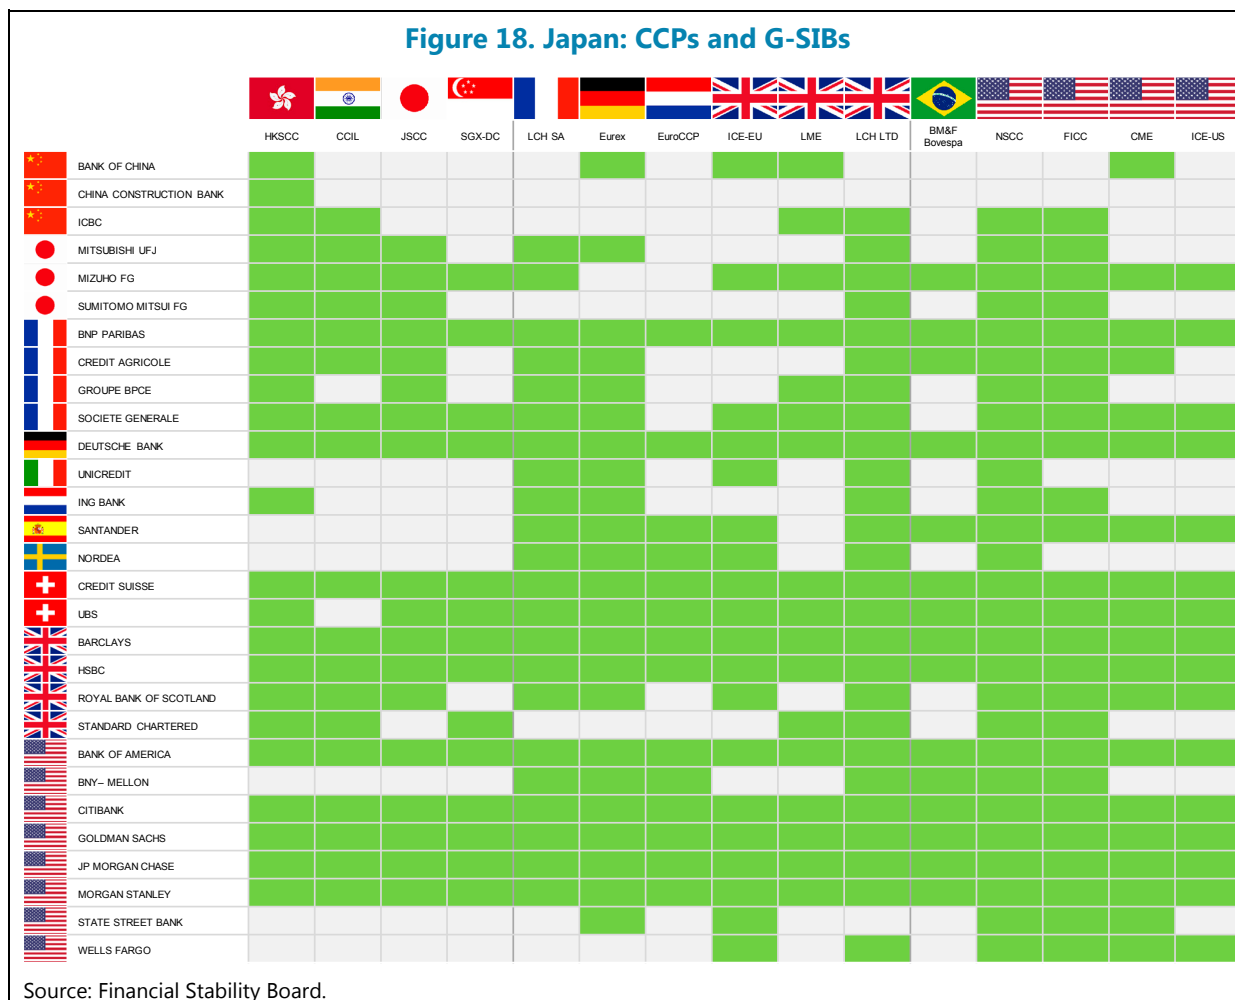 Figure 18. Japan: CCPs and G-SIBs
HKSCC CCIL JSCC SGX-DC LCH SA Eurex EuroCCP ICE-EU LME LCH LTD BM&F Bovespa NSCC FICC CME ICE-US
BANK OF CHINA
CHINA CONSTRUCTION BANK
ICBC
MITSUBISHI UFJ
MIZUHO FG
SUMITOMO MITSUI FG
BNP PARIBAS
CREDIT AGRICOLE
GROUPE BPCE
SOCIETE GENERALE
DEUTSCHE BANK
UNICREDIT
ING BANK
SANTANDER
NORDEA
CREDIT SUISSE
UBS
BARCLAYS
HSBC
ROYAL BANK OF SCOTLAND
STANDARD CHARTERED
BANK OF AMERICA
BNY– MELLON
CITIBANK
GOLDMAN SACHS
JP MORGAN CHASE
MORGAN STANLEY
STATE STREET BANK
WELLS FARGO
Source: Financial Stability Board.